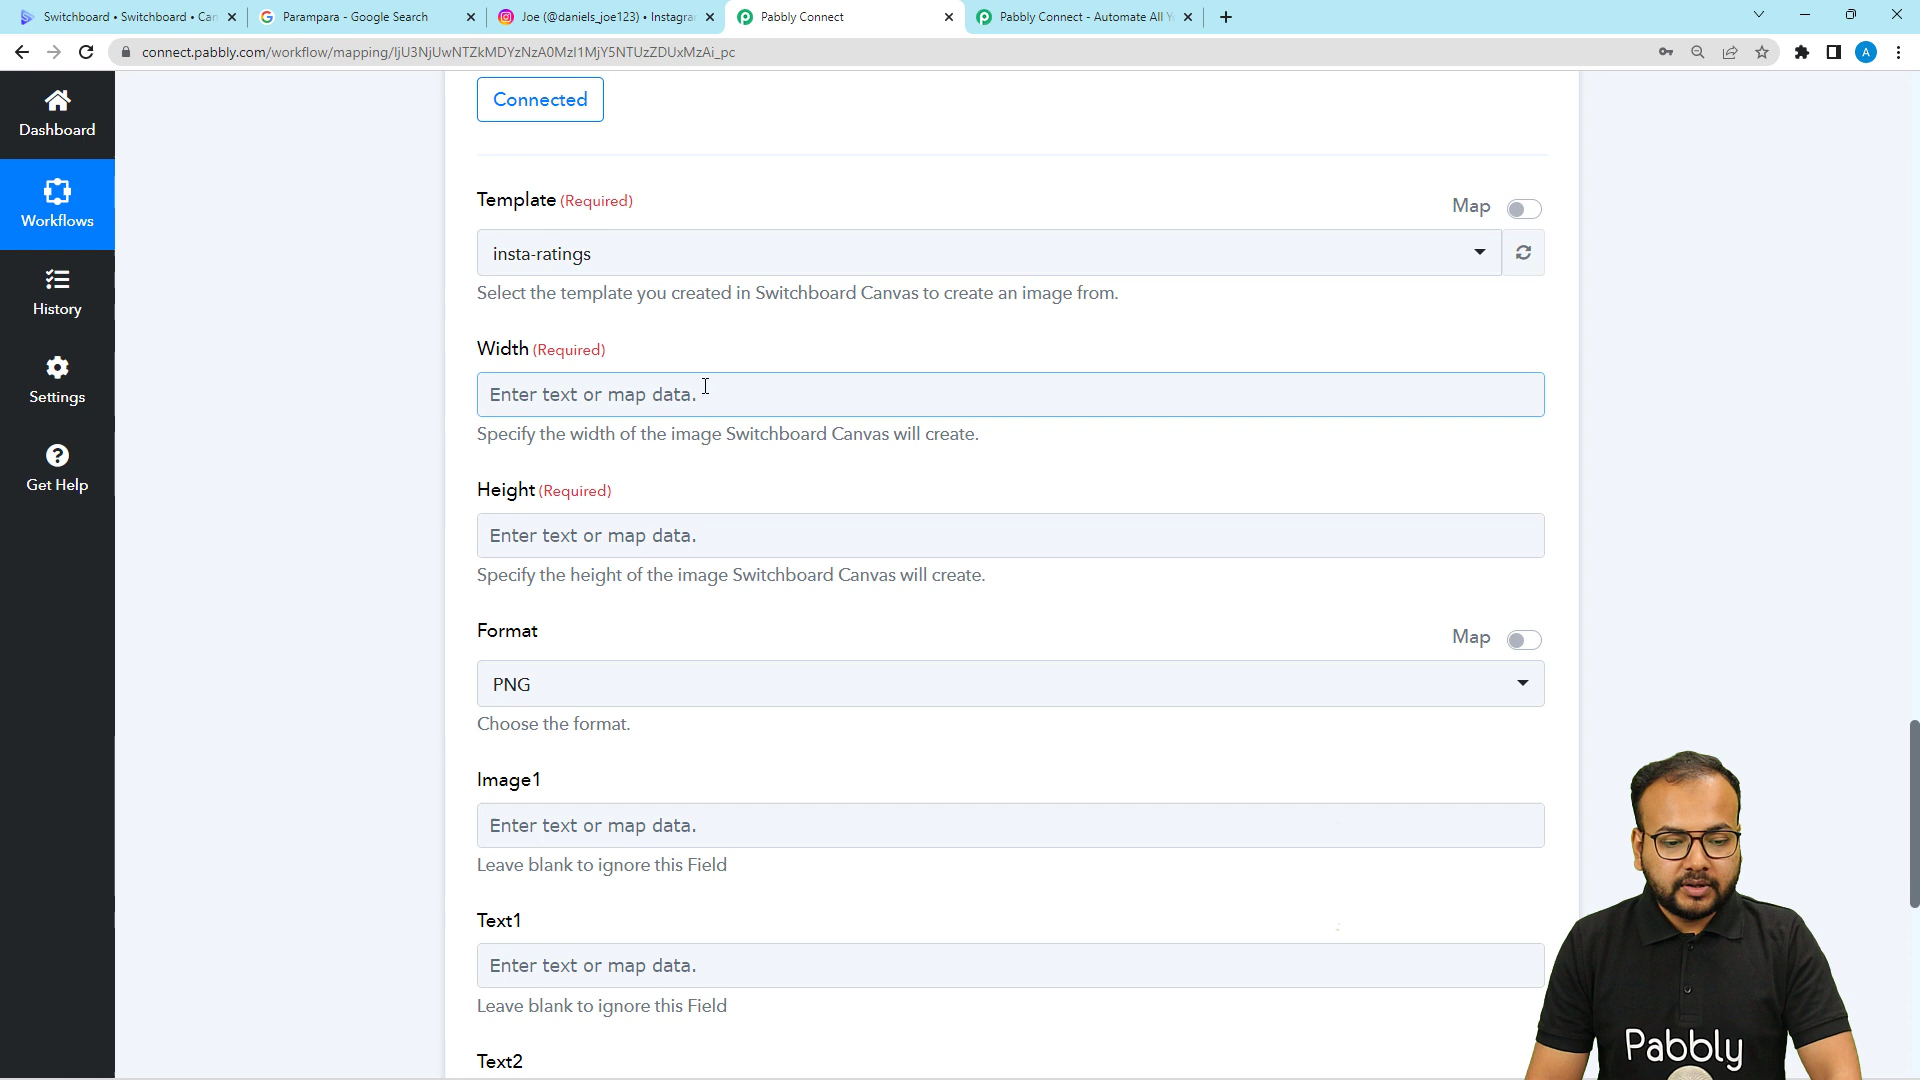 Switchboard • Switchboard • Can
Parampara - Google Search
Joe (@daniels_joe123) • Instagra
Pabbly Connect
Pabbly Connect - Automate All Y
connect.pabbly.com/workflow/mapping/IjU3NjUwNTZkMDYzNzA0MzI1MjY5NTUzZDUxMzAi_pc
A
Dashboard
Workflows
History
Settings
Get Help
Connected
Template (Required)
Map
insta-ratings
Select the template you created in Switchboard Canvas to create an image from.
Width (Required)
Enter text or map data.
Specify the width of the image Switchboard Canvas will create.
Height (Required)
Enter text or map data.
Specify the height of the image Switchboard Canvas will create.
Format
Map
PNG
Choose the format.
Image1
Enter text or map data.
Leave blank to ignore this Field
Text1
Enter text or map data.
Leave blank to ignore this Field
Text2
Pabbly